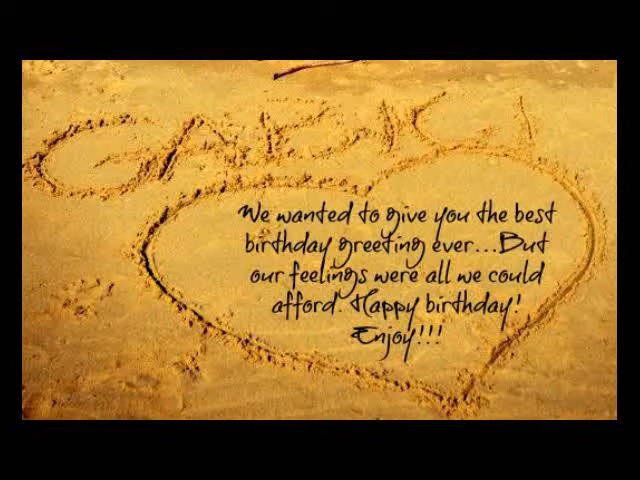 We wanted to give you the best
birthday greeting ever...But
our feelings were all we could
afford. Happy birthday!
Enjoy!!!